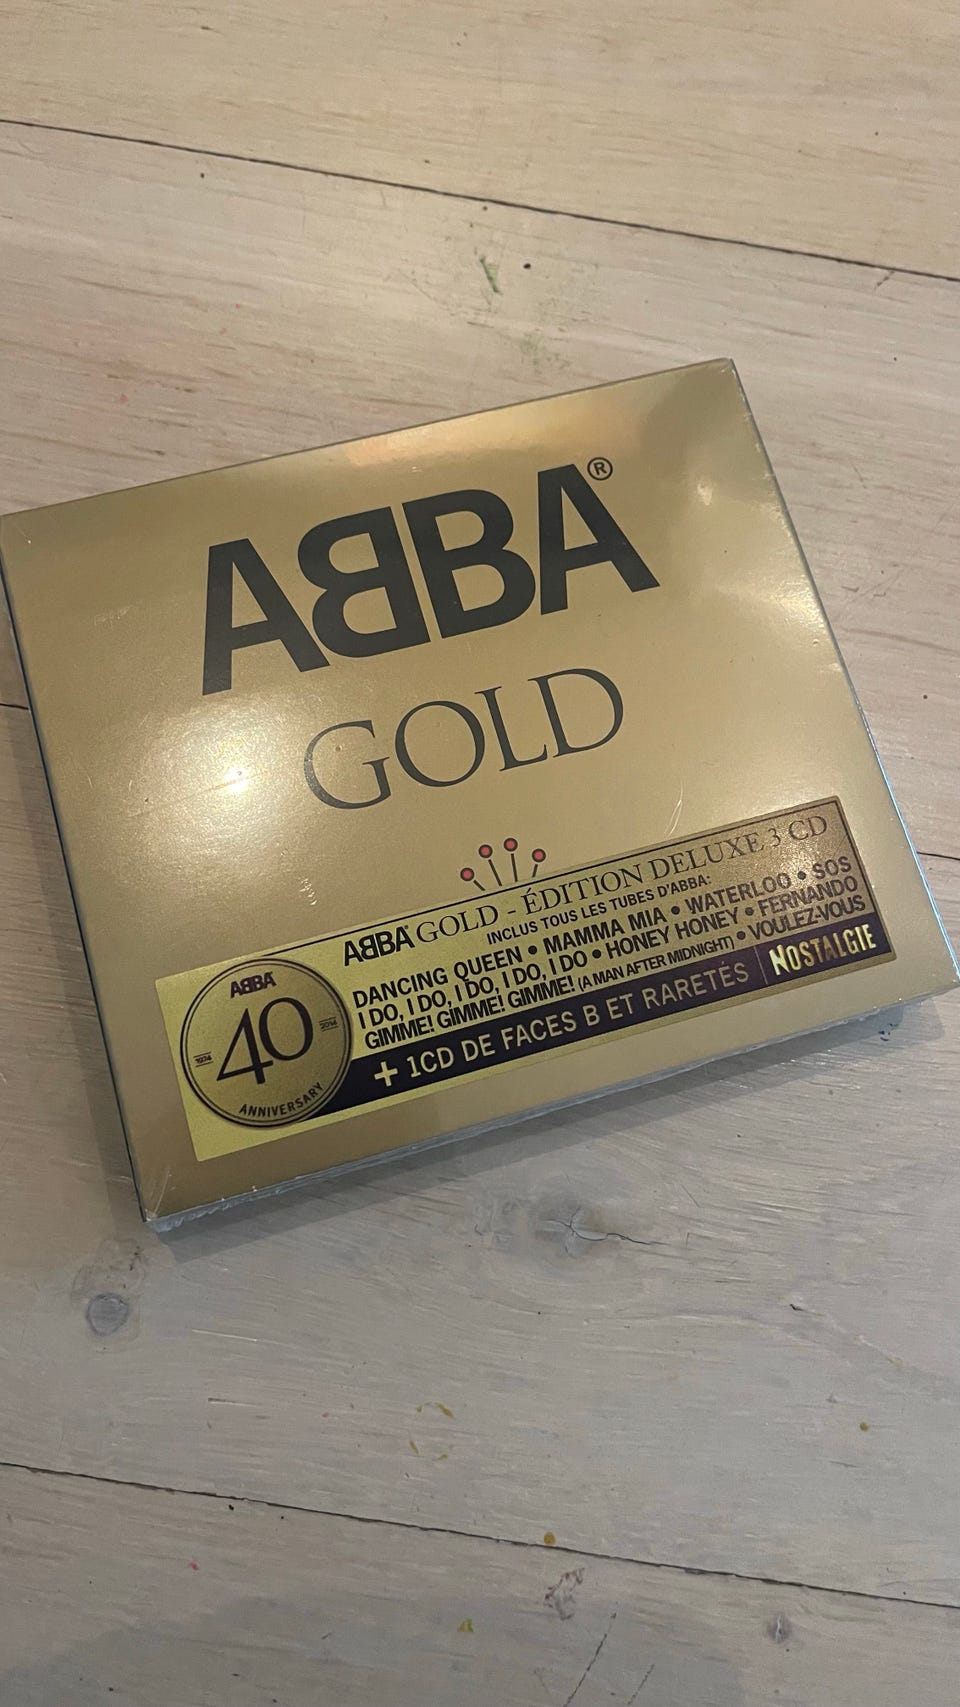 ABBA®
GOLD
ABBA GOLD - ÉDITION DELUXE 3 CD
INCLUS TOUS LES TUBES D'ABBA:
DANCING QUEEN • MAMMA MIA • WATERLOO • SOS
I DO, I DO, I DO, I DO, I DO • HONEY HONEY • FERNANDO
GIMME! GIMME! GIMME! (A MAN AFTER MIDNIGHT) • VOULEZ-VOUS
+ 1CD DE FACES B ET RARETÉS
NOSTALGIE
ABBA
1974 40 2014
ANNIVERSARY